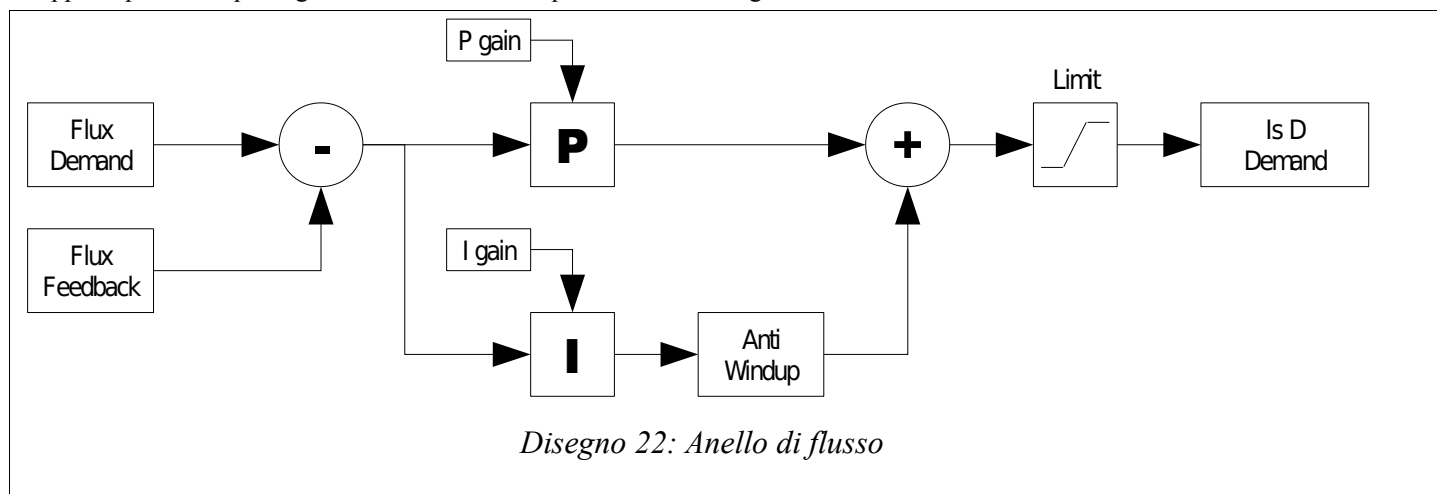 P gain
Limit
Flux
Demand
-
P
+
Is D
Demand
Flux
Feedback
I gain
I
Anti
Windup
Disegno 22: Anello di flusso